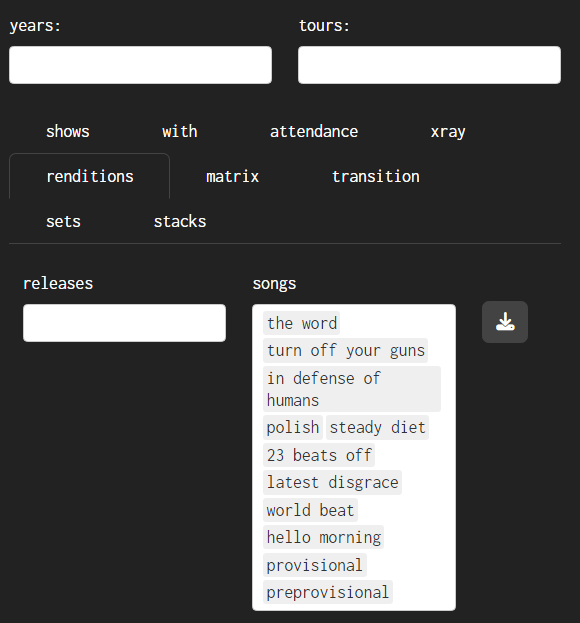 years: tours:
shows with attendance xray
renditions matrix transition
sets stacks
releases songs
the word
turn off your guns
in defense of
humans
polish steady diet
23 beats off
latest disgrace
world beat
hello morning
provisional
preprovisional